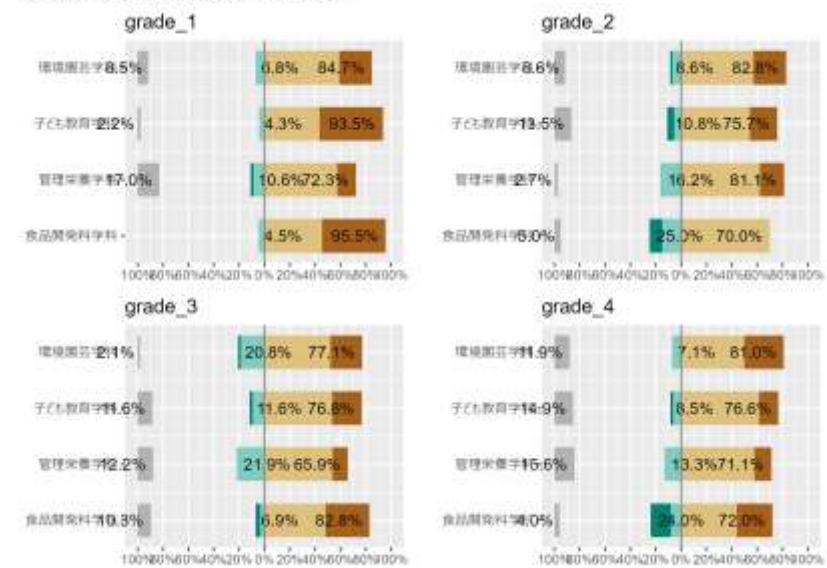 grade_1
環境園芸学 8.5% 6.8% 84.7%
子ども教育学 2.2% 4.3% 93.5%
管理栄養学 17.0% 10.6% 72.3%
食品開発科学科 4.5% 95.5%
100% 80% 60% 40% 20% 0% 20% 40% 60% 80% 100%
grade_2
環境園芸学 8.6% 8.6% 82.8%
子ども教育学 13.5% 10.8% 75.7%
管理栄養学 2.7% 16.2% 81.1%
食品開発科学 5.0% 25.0% 70.0%
100% 80% 60% 40% 20% 0% 20% 40% 60% 80% 100%
grade_3
環境園芸学 2.1% 20.8% 77.1%
子ども教育学 11.6% 11.6% 76.8%
管理栄養学 12.2% 21.9% 65.9%
食品開発科学 10.3% 6.9% 82.8%
100% 80% 60% 40% 20% 0% 20% 40% 60% 80% 100%
grade_4
環境園芸学 11.9% 7.1% 81.0%
子ども教育学 14.9% 8.5% 76.6%
管理栄養学 15.6% 13.3% 71.1%
食品開発科学 4.0% 24.0% 72.0%
100% 80% 60% 40% 20% 0% 20% 40% 60% 80% 100%